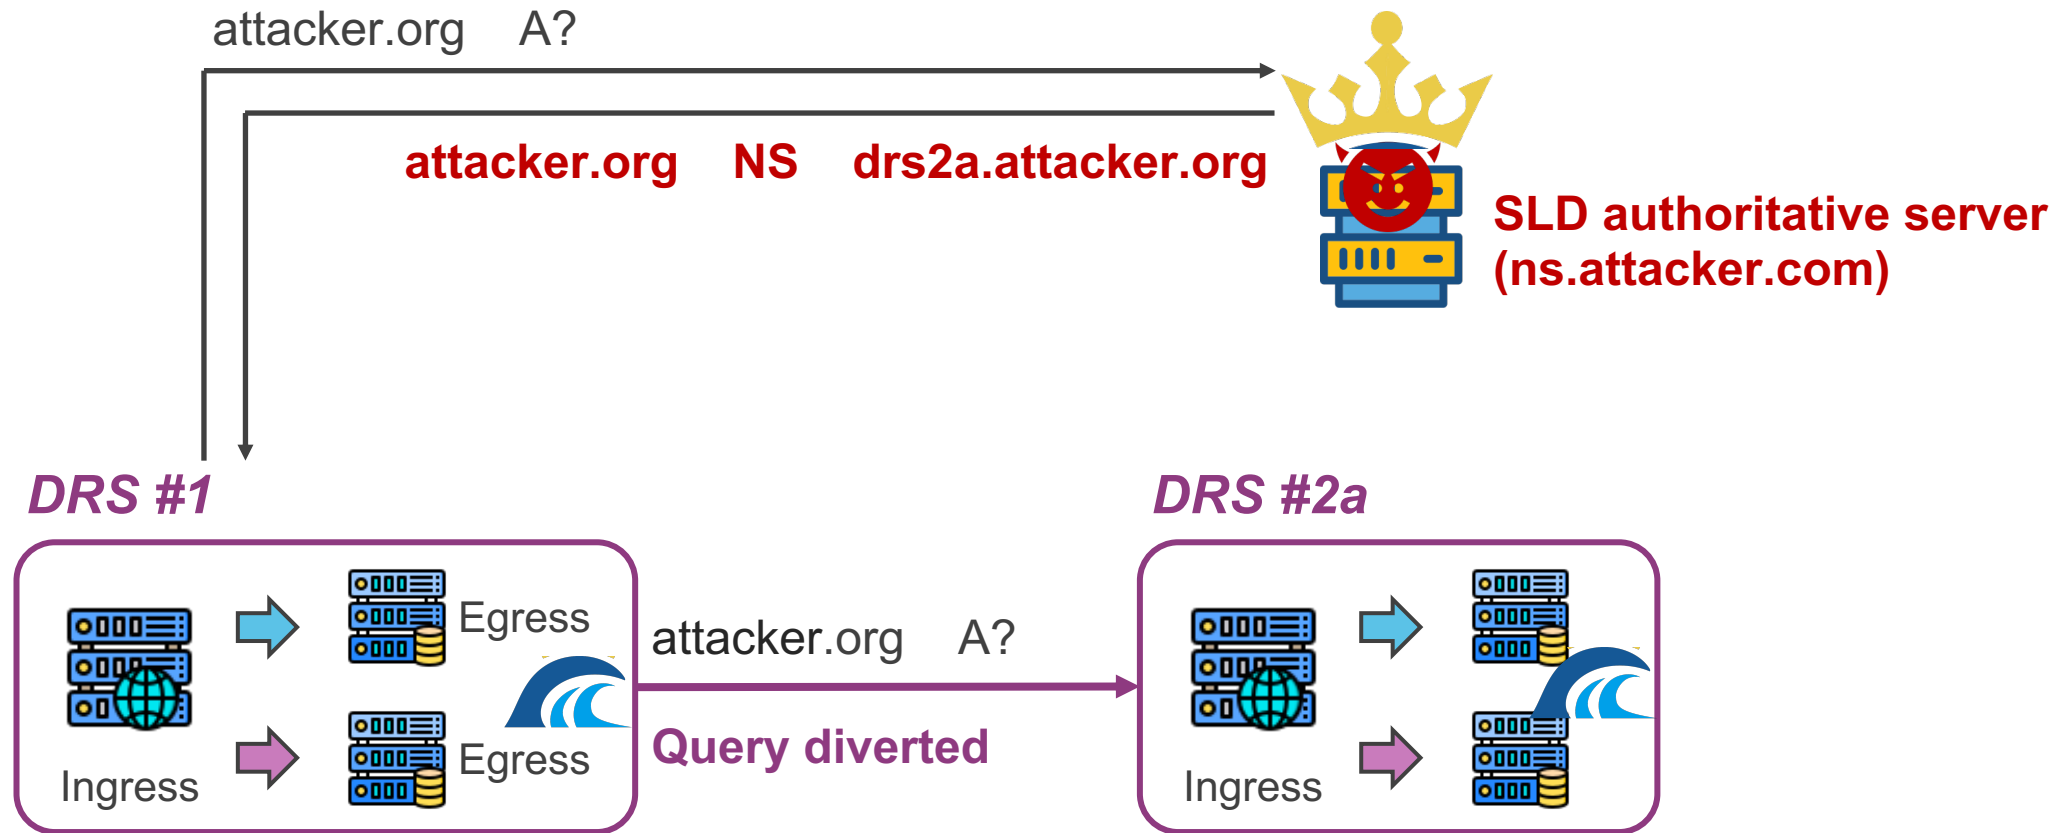 attacker.org A?
attacker.org NS drs2a.attacker.org
SLD authoritative server
(ns.attacker.com)
DRS #1
DRS #2a
Egress
Egress
Ingress
attacker.org A?
Query diverted
Ingress